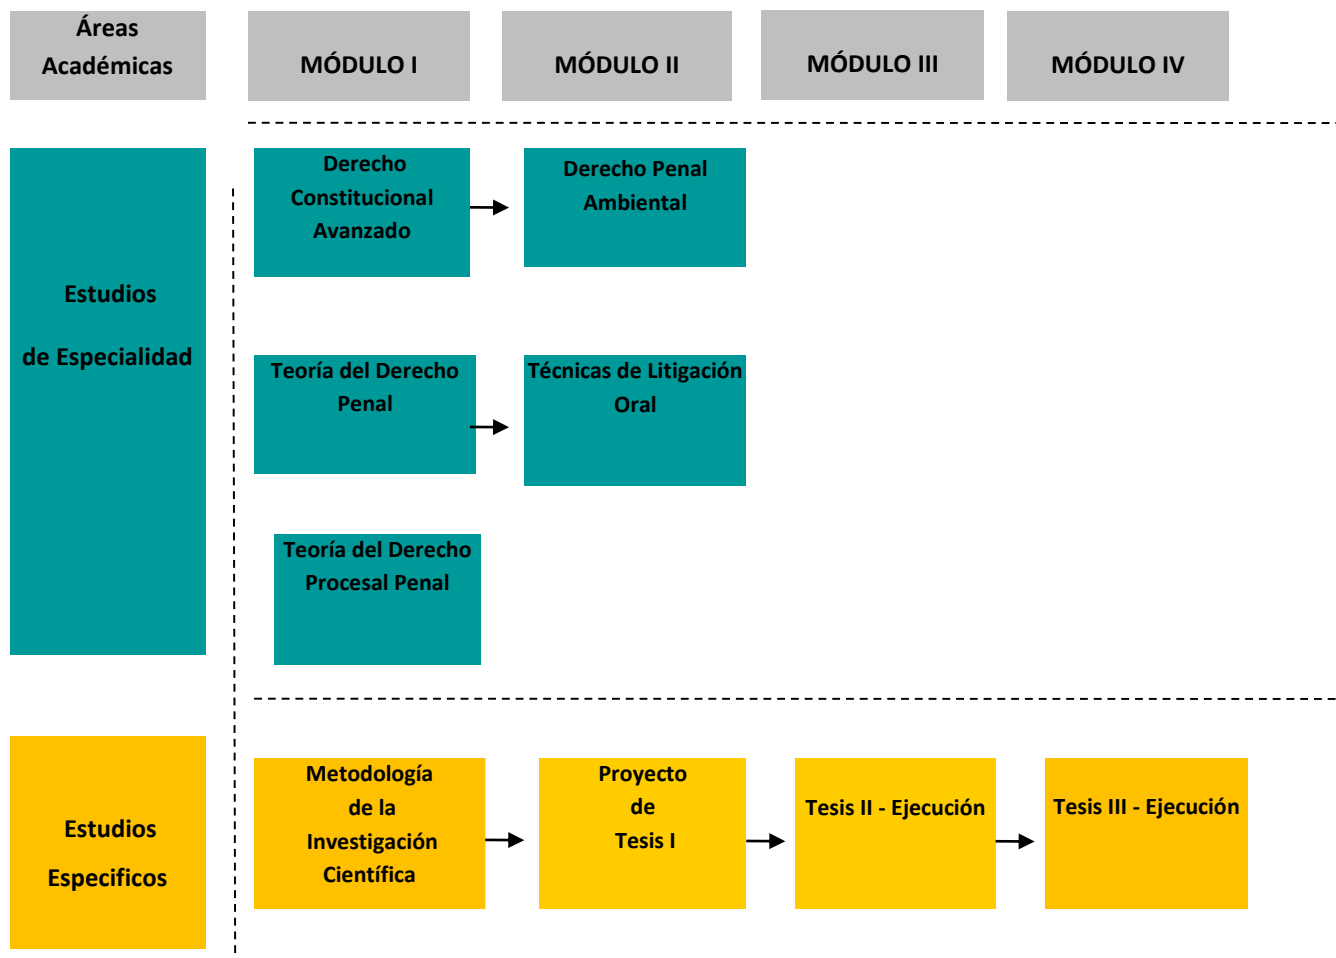 Áreas
Académicas
MÓDULO I
MÓDULO II
MÓDULO III
MÓDULO IV
Estudios
de Especialidad
Derecho
Constitucional
Avanzado
Derecho Penal
Ambiental
Teoría del Derecho
Penal
Técnicas de Litigación
Oral
Teoría del Derecho
Procesal Penal
Estudios
Especificos
Metodología
de la
Investigación
Científica
Proyecto
de
Tesis I
Tesis II - Ejecución
Tesis III - Ejecución